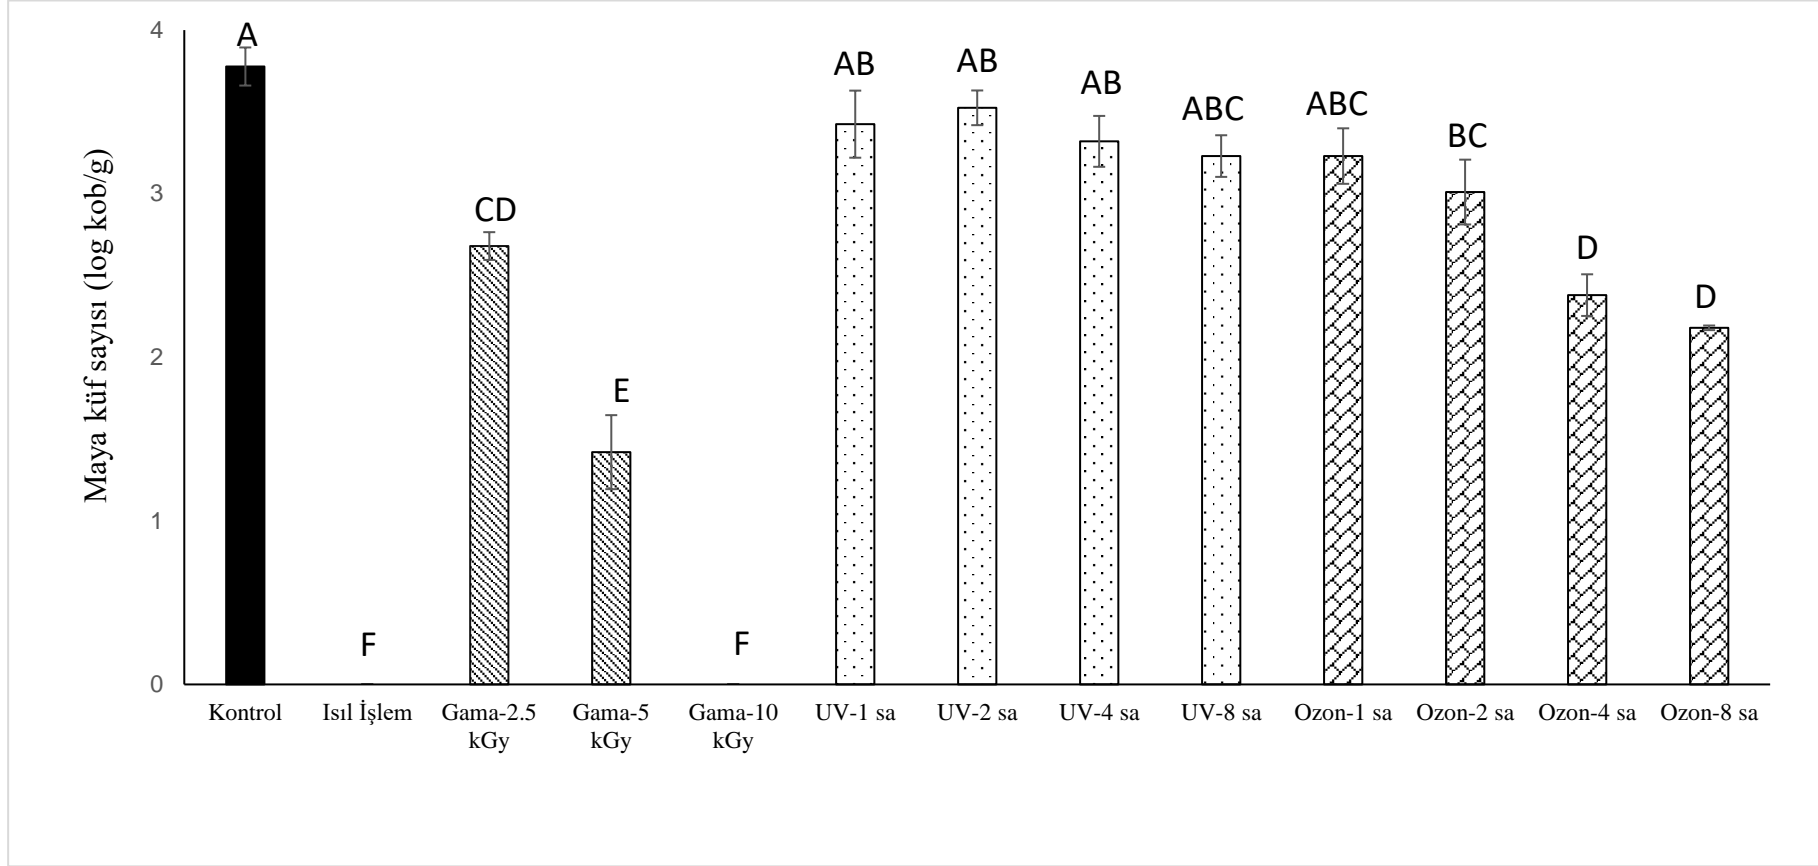 Maya küf sayısı (log kob/g)
4
3
2
1
0
A
F
CD
E
F
AB
AB
AB
ABC
ABC
BC
D
D
Kontrol
Isıl İşlem
Gama-2.5
kGy
Gama-5
kGy
Gama-10
kGy
UV-1 sa
UV-2 sa
UV-4 sa
UV-8 sa
Ozon-1 sa
Ozon-2 sa
Ozon-4 sa
Ozon-8 sa